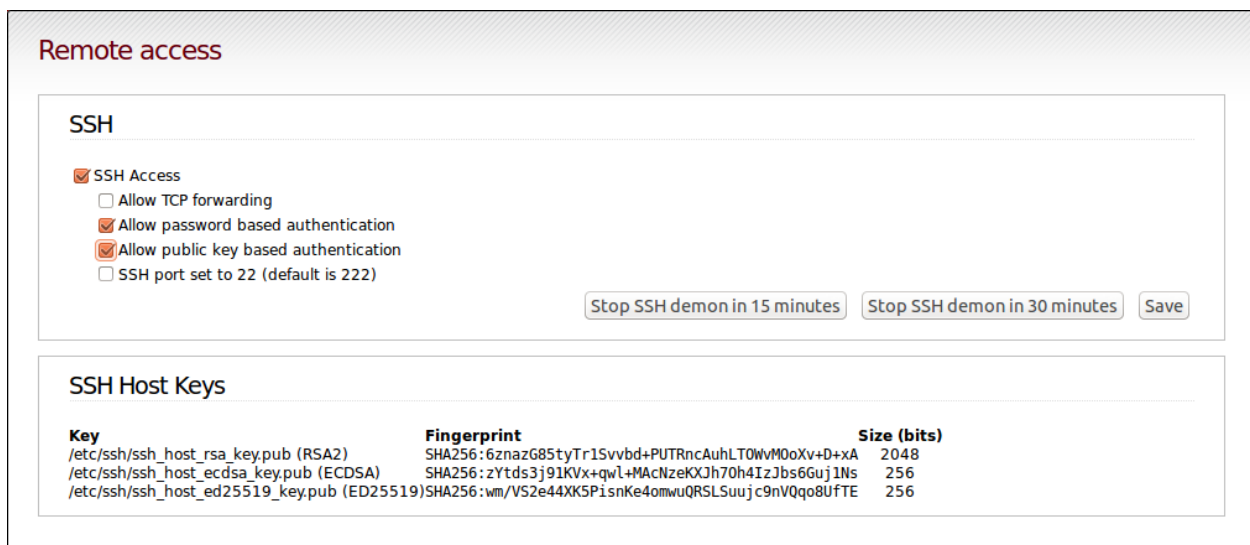 Remote access
SSH
SSH Access
Allow TCP forwarding
Allow password based authentication
Allow public key based authentication
SSH port set to 22 (default is 222)
Stop SSH demon in 15 minutes Stop SSH demon in 30 minutes Save
SSH Host Keys
Key Fingerprint Size (bits)
/etc/ssh/ssh_host_rsa_key.pub (RSA2) SHA256:6znazG85tyTr1Svvbd+PUTRncAuhLTOWvMOoXv+D+xA 2048
/etc/ssh/ssh_host_ecdsa_key.pub (ECDSA) SHA256:zYtds3j91KVx+qwl+MAcNzeKXJh7Oh4IzJbs6Guj1Ns 256
/etc/ssh/ssh_host_ed25519_key.pub (ED25519) SHA256:wm/VS2e44XK5PisnKe4omwuQRSLSuujc9nVQqo8UfTE 256